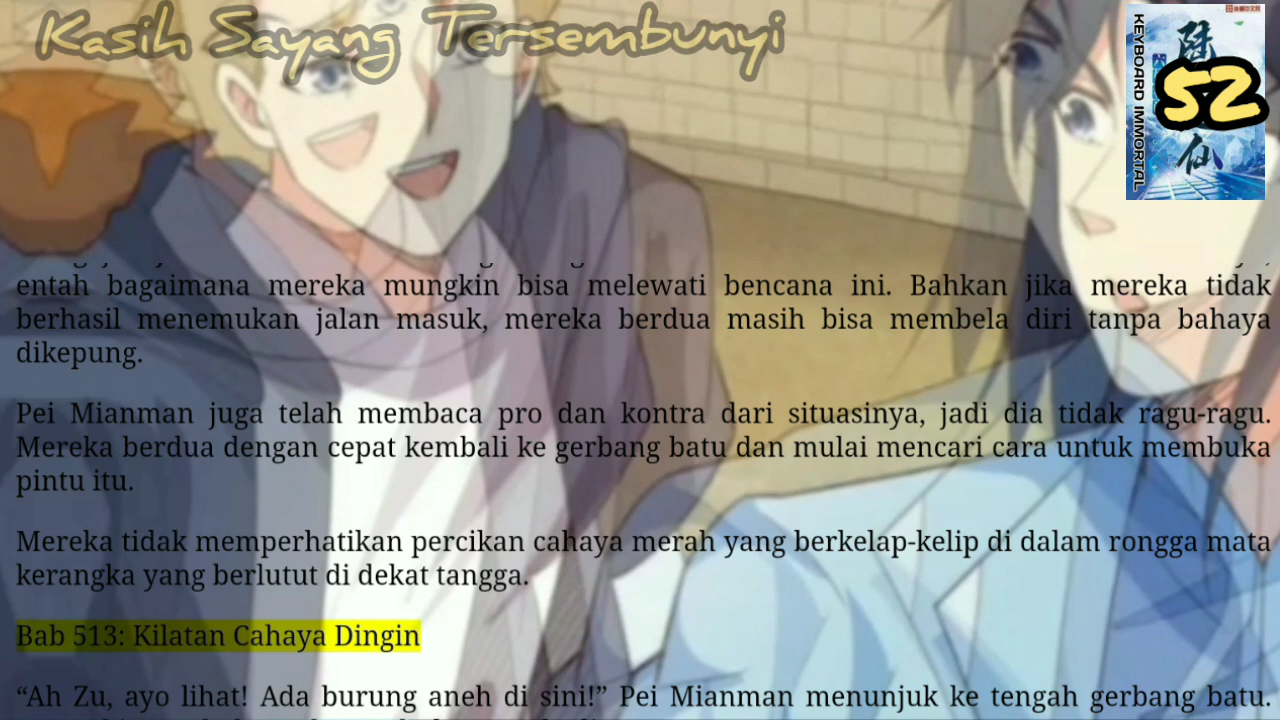 Kasih Sayang Tersembunyi
KEYBOARD IMMORTAL
陆
仙
52
entah bagaimana mereka mungkin bisa melewati bencana ini. Bahkan jika mereka tidak
berhasil menemukan jalan masuk, mereka berdua masih bisa membela diri tanpa bahaya
dikepung.
Pei Mianman juga telah membaca pro dan kontra dari situasinya, jadi dia tidak ragu-ragu.
Mereka berdua dengan cepat kembali ke gerbang batu dan mulai mencari cara untuk membuka
pintu itu.
Mereka tidak memperhatikan percikan cahaya merah yang berkelap-kelip di dalam rongga mata
kerangka yang berlutut di dekat tangga.
Bab 513: Kilatan Cahaya Dingin
“Ah Zu, ayo lihat! Ada burung aneh di sini!” Pei Mianman menunjuk ke tengah gerbang batu.